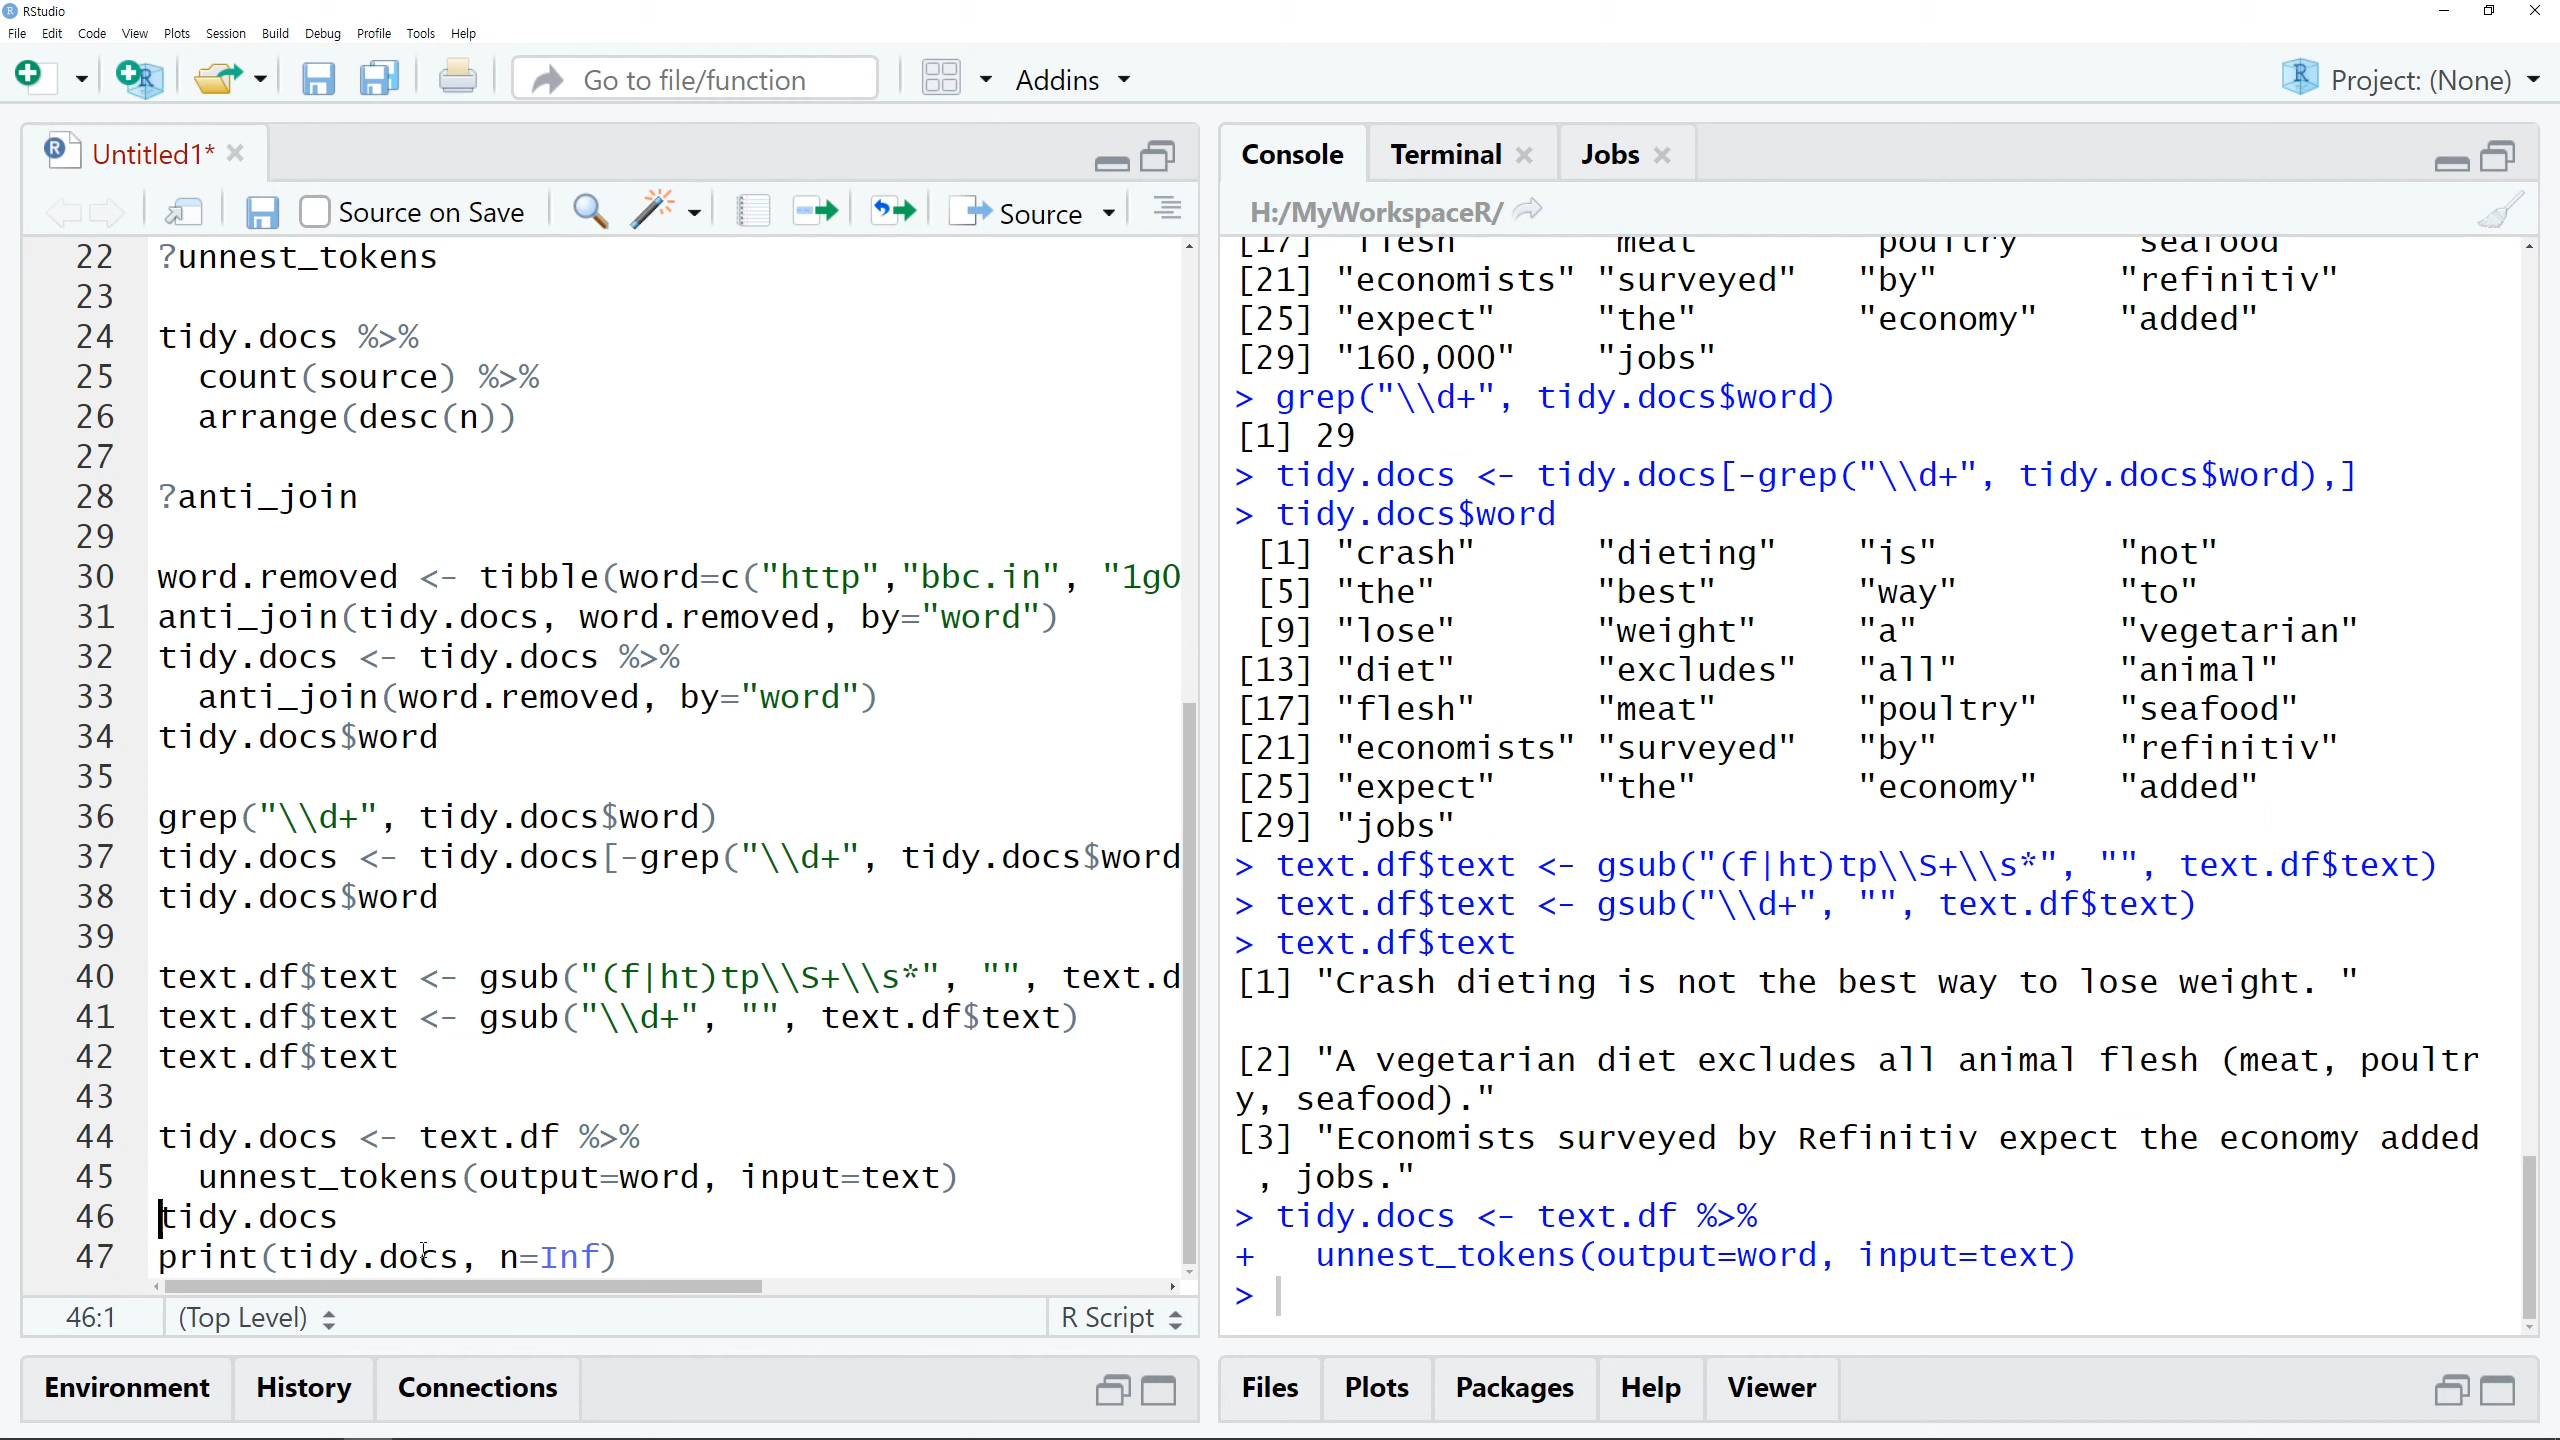 RStudio
File Edit Code View Plots Session Build Debug Profile Tools Help
Go to file/function Addins Project: (None)
Untitled1*
Source on Save Source
22 ?unnest_tokens
23
24 tidy.docs %>%
25   count(source) %>%
26   arrange(desc(n))
27
28 ?anti_join
29
30 word.removed <- tibble(word=c("http","bbc.in", "1g0
31 anti_join(tidy.docs, word.removed, by="word")
32 tidy.docs <- tidy.docs %>%
33   anti_join(word.removed, by="word")
34 tidy.docs$word
35
36 grep("\\d+", tidy.docs$word)
37 tidy.docs <- tidy.docs[-grep("\\d+", tidy.docs$word
38 tidy.docs$word
39
40 text.df$text <- gsub("(f|ht)tp\\S+\\s*", "", text.d
41 text.df$text <- gsub("\\d+", "", text.df$text)
42 text.df$text
43
44 tidy.docs <- text.df %>%
45   unnest_tokens(output=word, input=text)
46 tidy.docs
47 print(tidy.docs, n=Inf)
46:1 (Top Level) R Script
Environment History Connections
Console Terminal Jobs
H:/MyWorkspaceR/
[17] "flesh" "meat" "poultry" "seafood"
[21] "economists" "surveyed" "by" "refinitiv"
[25] "expect" "the" "economy" "added"
[29] "160,000" "jobs"
> grep("\\d+", tidy.docs$word)
[1] 29
> tidy.docs <- tidy.docs[-grep("\\d+", tidy.docs$word),]
> tidy.docs$word
[1] "crash" "dieting" "is" "not"
[5] "the" "best" "way" "to"
[9] "lose" "weight" "a" "vegetarian"
[13] "diet" "excludes" "all" "animal"
[17] "flesh" "meat" "poultry" "seafood"
[21] "economists" "surveyed" "by" "refinitiv"
[25] "expect" "the" "economy" "added"
[29] "jobs"
> text.df$text <- gsub("(f|ht)tp\\S+\\s*", "", text.df$text)
> text.df$text <- gsub("\\d+", "", text.df$text)
> text.df$text
[1] "Crash dieting is not the best way to lose weight. "
[2] "A vegetarian diet excludes all animal flesh (meat, poultr
y, seafood)."
[3] "Economists surveyed by Refinitiv expect the economy added
, jobs."
> tidy.docs <- text.df %>%
+   unnest_tokens(output=word, input=text)
>
Files Plots Packages Help Viewer